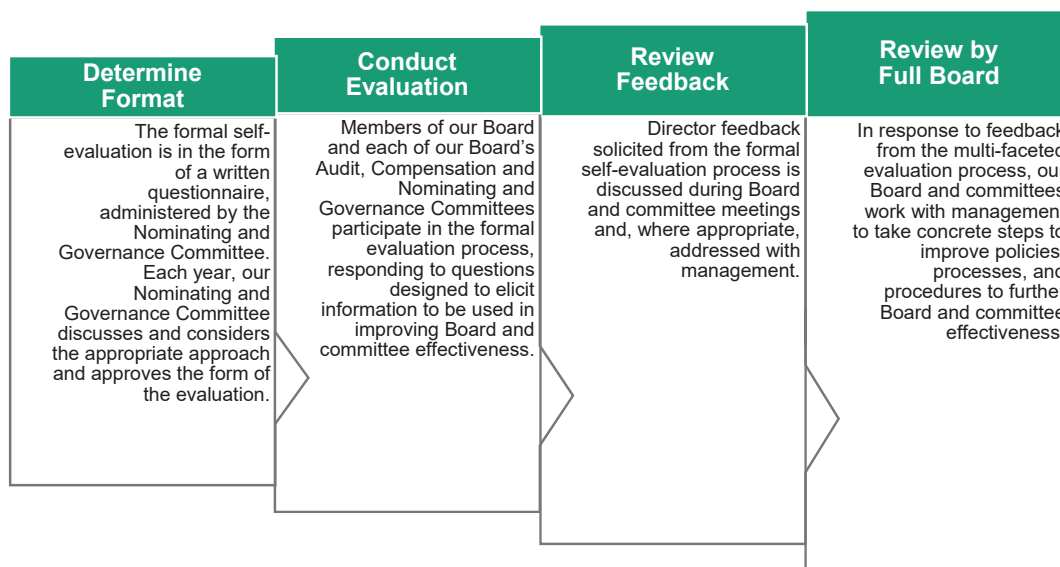 Determine
Format
The formal self-
evaluation is in the form
of a written
questionnaire,
administered by the
Nominating and
Governance Committee.
Each year, our
Nominating and
Governance Committee
discusses and considers
the appropriate approach
and approves the form of
the evaluation.
Conduct
Evaluation
Members of our Board
and each of our Board's
Audit, Compensation and
Nominating and
Governance Committees
participate in the formal
evaluation process,
responding to questions
designed to elicit
information to be used in
improving Board and
committee effectiveness.
Review
Feedback
Director feedback
solicited from the formal
self-evaluation process is
discussed during Board
and committee meetings
and, where appropriate,
addressed with
management.
Review by
Full Board
In response to feedback
from the multi-faceted
evaluation process, our
Board and committees
work with management
to take concrete steps to
improve policies
processes, and
procedures to further
Board and committee
effectiveness